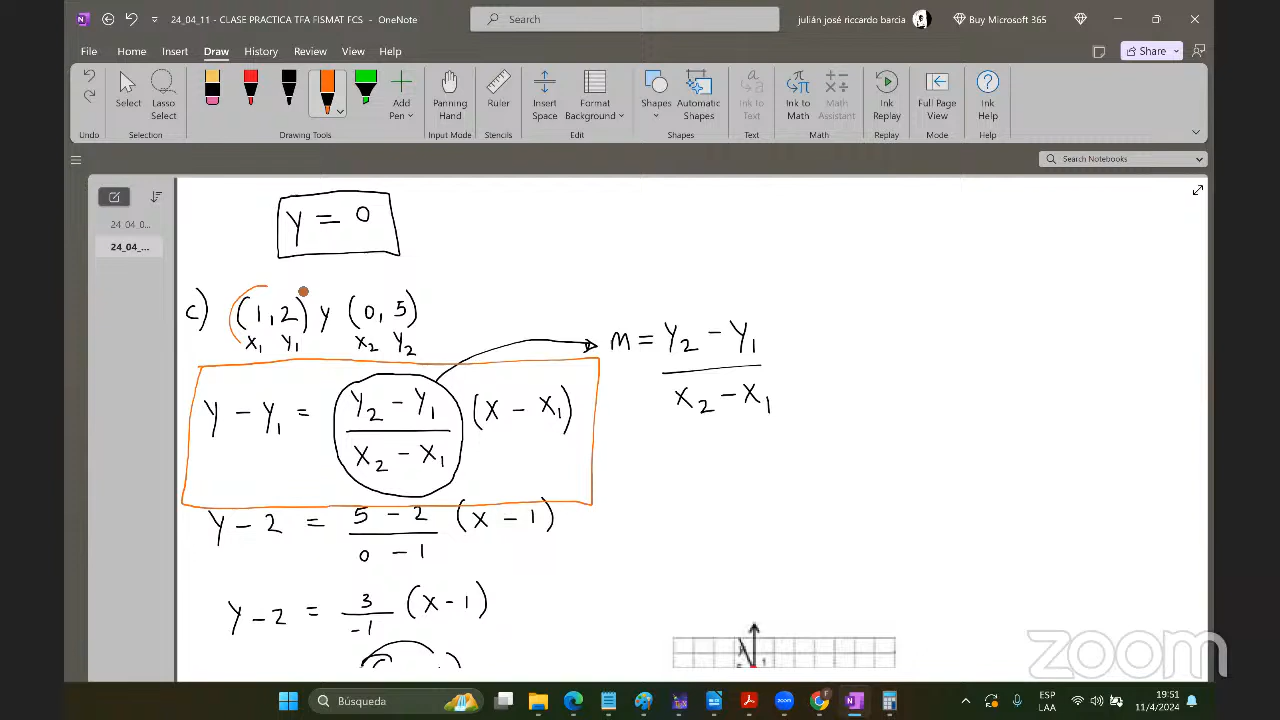 24_04_11 - CLASE PRACTICA TFA FISMAT FCS - OneNote
Search
julián josé riccardo barcia
Buy Microsoft 365
File Home Insert Draw History Review View Help
Share
Select
Lasso Select
Add Pen
Panning Hand
Ruler
Insert Space
Format Background
Shapes
Automatic Shapes
Ink to Text
Ink to Math
Math Assistant
Ink Replay
Full Page View
Ink Help
Undo Selection Drawing Tools Input Mode Stencils Edit Shapes Math Replay Mode Help
Search Notebooks
24_04_0...
24_04_...
y = 0
c) (1, 2) y (0, 5)
x₁ y₁ x₂ y₂
m = y₂ - y₁ / x₂ - x₁
y - y₁ = y₂ - y₁ / x₂ - x₁ (x - x₁)
y - 2 = 5 - 2 / 0 - 1 (x - 1)
y - 2 = 3 / -1 (x - 1)
1
zoom
Búsqueda
zoom
ESP
LAA
19:51
11/4/2024